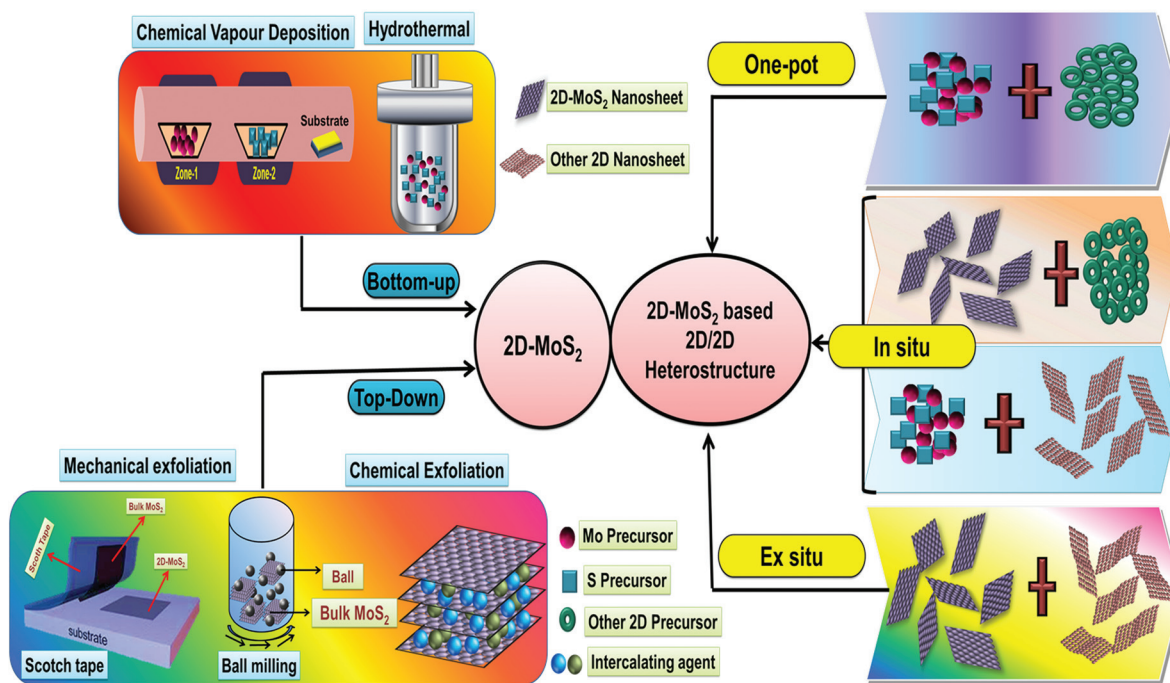 Chemical Vapour Deposition
Hydrothermal
Substrate
Zone-1
Zone-2
2D-MoS₂ Nanosheet
Other 2D Nanosheet
One-pot
Bottom-up
2D-MoS₂
2D-MoS₂ based
2D/2D
Heterostructure
In situ
Top-Down
Mechanical exfoliation
Chemical Exfoliation
Bulk MoS₂
Scoth Tape
2D-MoS₂
substrate
Scotch tape
Ball
Bulk MoS₂
Ball milling
Mo Precursor
S Precursor
Other 2D Precursor
Intercalating agent
Ex situ